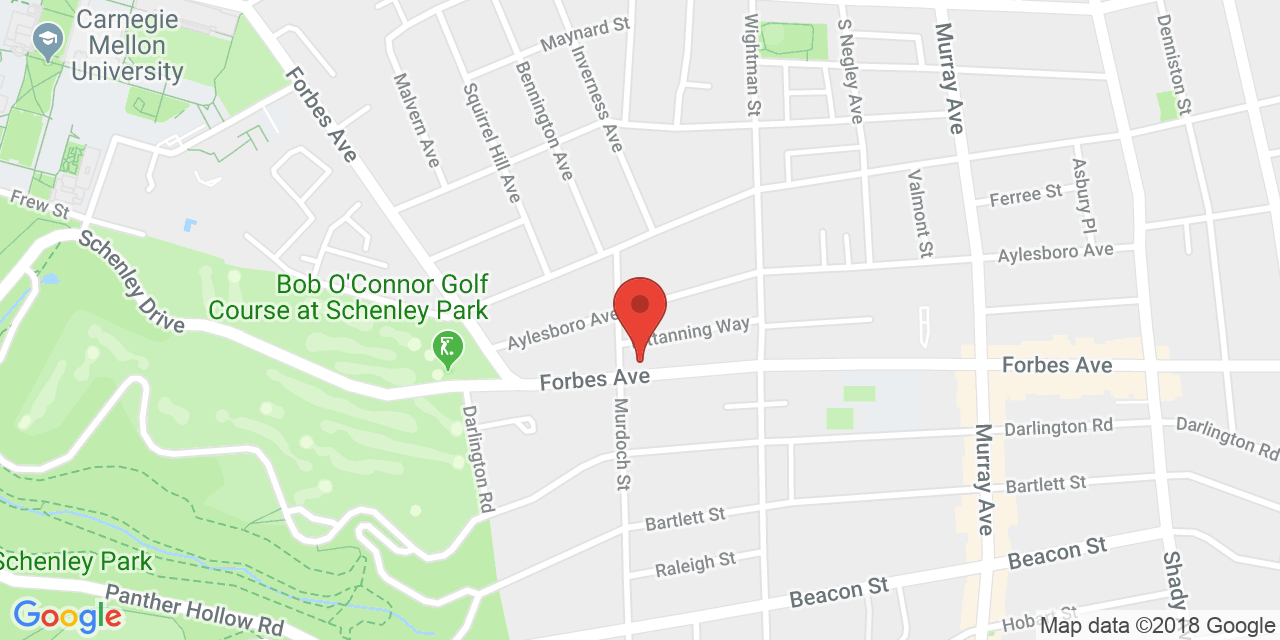 Carnegie
Mellon
University
Maynard St
Wightman St
S Negley Ave
Murray Ave
Denniston St
Forbes Ave
Malvern Ave
Squirrel Hill Ave
Bennington Ave
Inverness Ave
Frew St
Schenley Drive
Valmont St
Ferree St
Asbury Pl
Aylesboro Ave
Bob O'Connor Golf
Course at Schenley Park
Aylesboro Ave
ttanning Way
Forbes Ave
Forbes Ave
Darlington Rd
Murdoch St
Murray Ave
Darlington Rd
Darlington Rd
Bartlett St
Bartlett St
Raleigh St
Beacon St
Beacon St
Shady
Schenley Park
Panther Hollow Rd
Hobart St
Google
Map data ©2018 Google